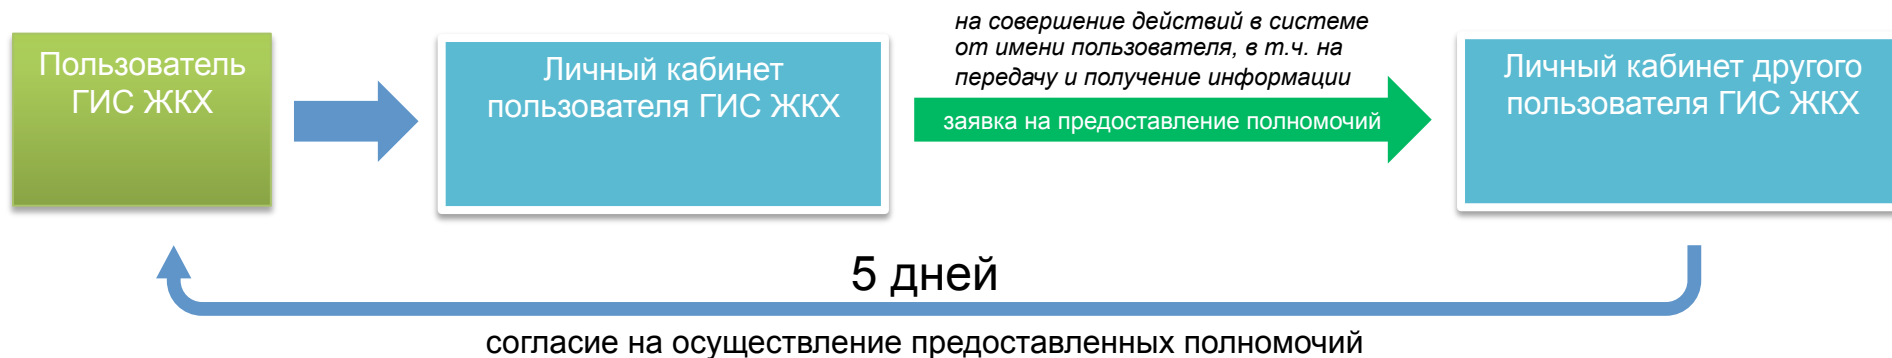 Пользователь
ГИС ЖКХ
Личный кабинет
пользователя ГИС ЖКХ
на совершение действий в системе
от имени пользователя, в т.ч. на
передачу и получение информации
заявка на предоставление полномочий
Личный кабинет другого
пользователя ГИС ЖКХ
5 дней
согласие на осуществление предоставленных полномочий